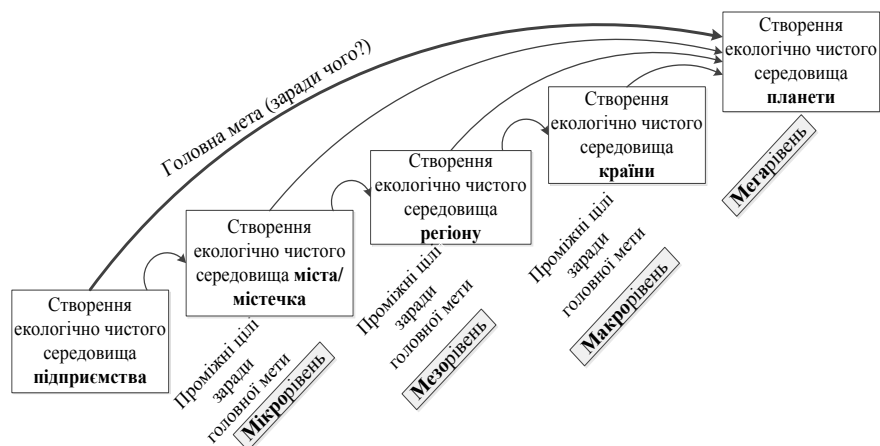 Створення
екологічно чистого
середовища
планети
Головна мета (заради чого?)
Створення
екологічно чистого
середовища
країни
Мегарівень
Створення
екологічно чистого
середовища
регіону
Проміжні цілі
заради
головної мети
Макрорівень
Створення
екологічно чистого
середовища міста/
містечка
Проміжні цілі
заради
головної мети
Мезорівень
Створення
екологічно чистого
середовища
підприємства
Проміжні цілі
заради
головної мети
Мікрорівень